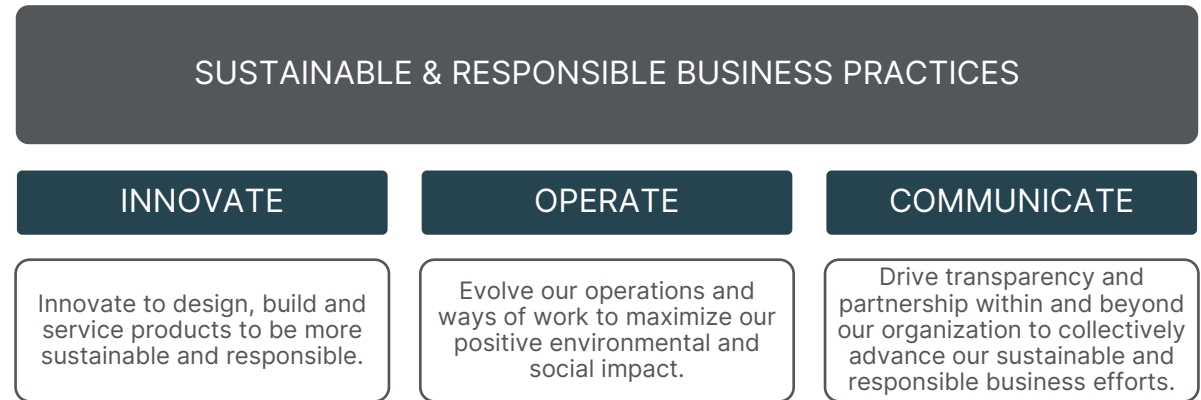 SUSTAINABLE & RESPONSIBLE BUSINESS PRACTICES
INNOVATE
Innovate to design, build and
service products to be more
sustainable and responsible.
OPERATE
Evolve our operations and
ways of work to maximize our
positive environmental and
social impact.
COMMUNICATE
Drive transparency and
partnership within and beyond
our organization to collectively
advance our sustainable and
responsible business efforts.